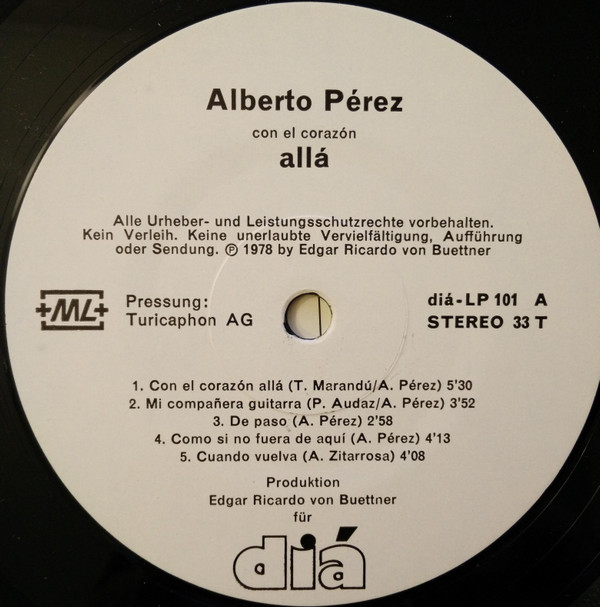 Alberto Pérez
con el corazón
allá
Alle Urheber- und Leistungsschutzrechte vorbehalten.
Kein Verleih. Keine unerlaubte Vervielfältigung, Aufführung
oder Sendung. ℗ 1978 by Edgar Ricardo von Buettner
+ML+
Pressung:
Turicaphon AG
diá-LP 101 A
STEREO 33 T
1. Con el corazón allá (T. Marandú/A. Pérez) 5'30
2. Mi compañera guitarra (P. Audaz/A. Pérez) 3'52
3. De paso (A. Pérez) 2'58
4. Como si no fuera de aquí (A. Pérez) 4'13
5. Cuando vuelva (A. Zitarrosa) 4'08
Produktion
Edgar Ricardo von Buettner
für
diá